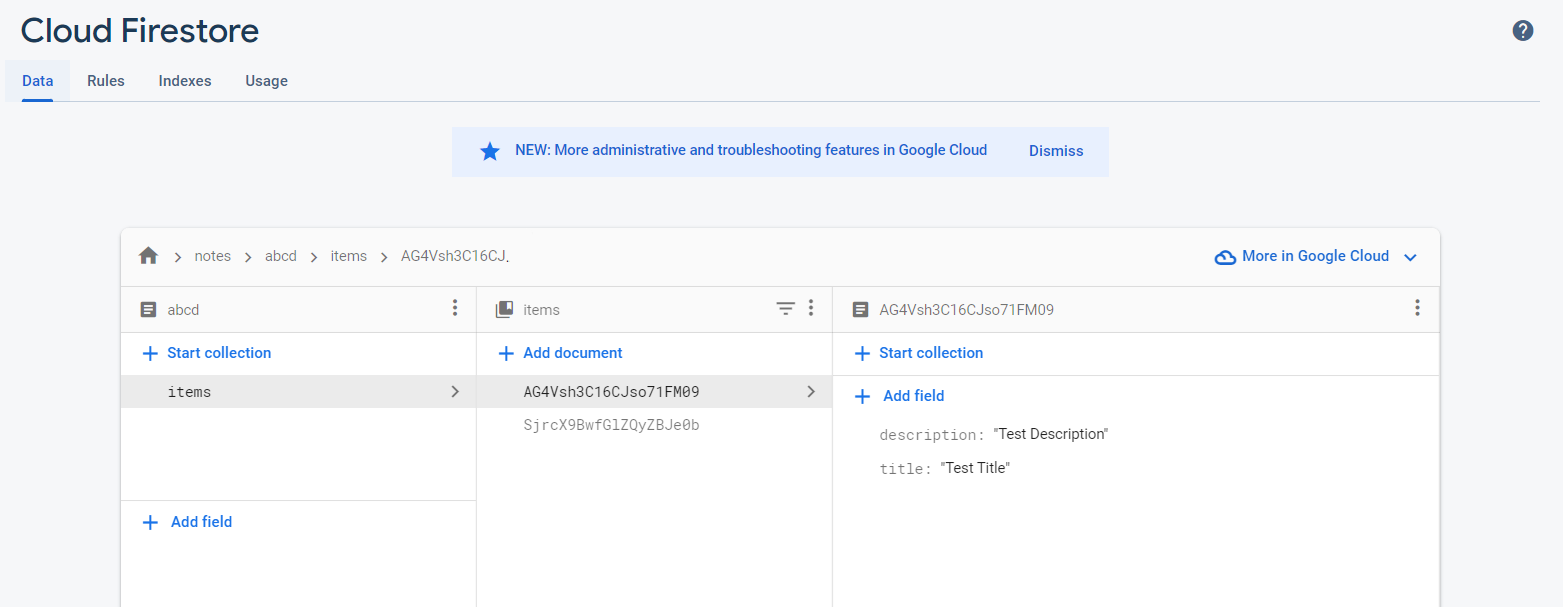 Cloud Firestore
Data Rules Indexes Usage
NEW: More administrative and troubleshooting features in Google Cloud Dismiss
notes abcd items AG4Vsh3C16CJ.
More in Google Cloud
abcd
items
AG4Vsh3C16CJso71FM09
Start collection
Add document
Start collection
items
AG4Vsh3C16CJso71FM09
Add field
SjrcX9BwfGlZQyZBJe0b
description: "Test Description"
title: "Test Title"
Add field